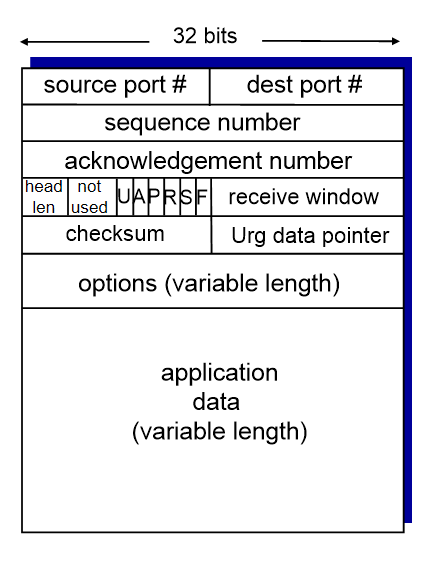 32 bits
source port # dest port #
sequence number
acknowledgement number
head len not used U A P R S F receive window
checksum Urg data pointer
options (variable length)
application
data
(variable length)